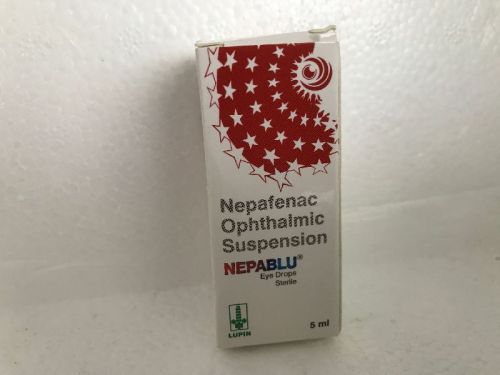 Nepafenac
Ophthalmic
Suspension
NEPABLU®
Eye Drops
Sterile
LUPIN
5 ml